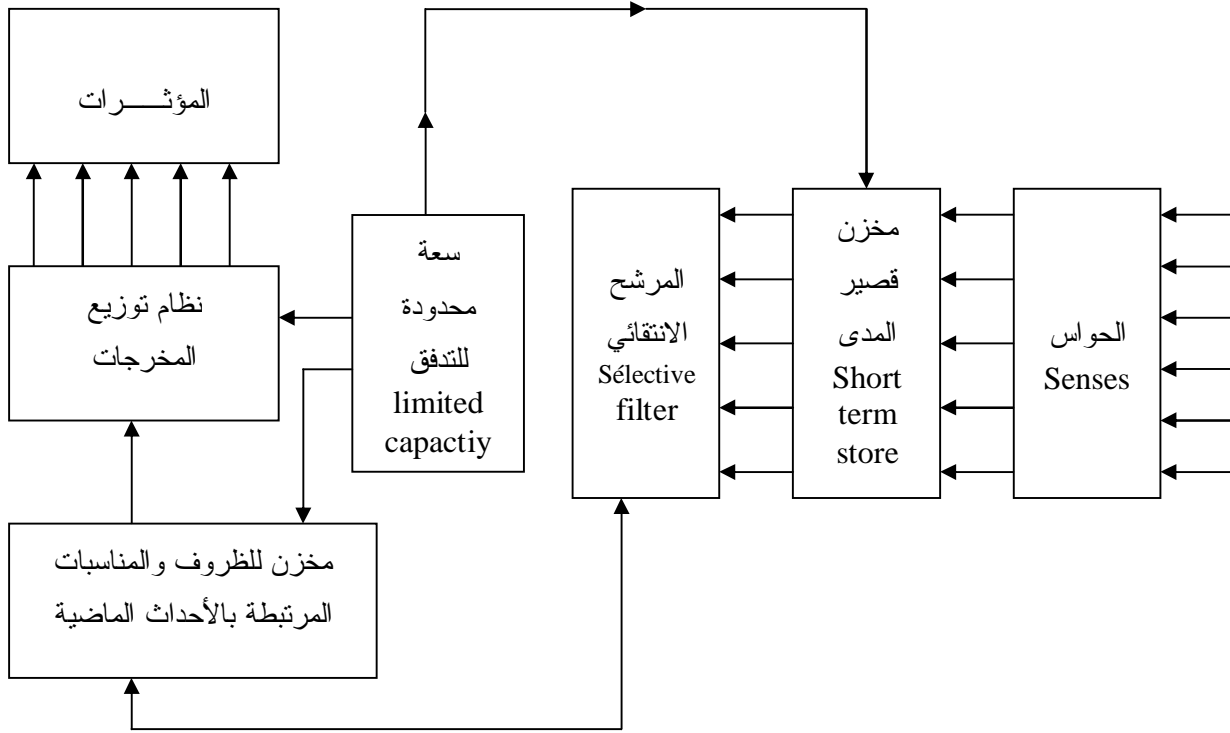 المؤثـــــرات
سعة
محدودة
للتدفق
limited
capactiy
نظام توزيع
المخرجات
مخزن للظروف والمناسبات
المرتبطة بالأحداث الماضية
المرشح
الانتقائي
Sélective
filter
مخزن
قصير
المدى
Short
term
store
الحواس
Senses